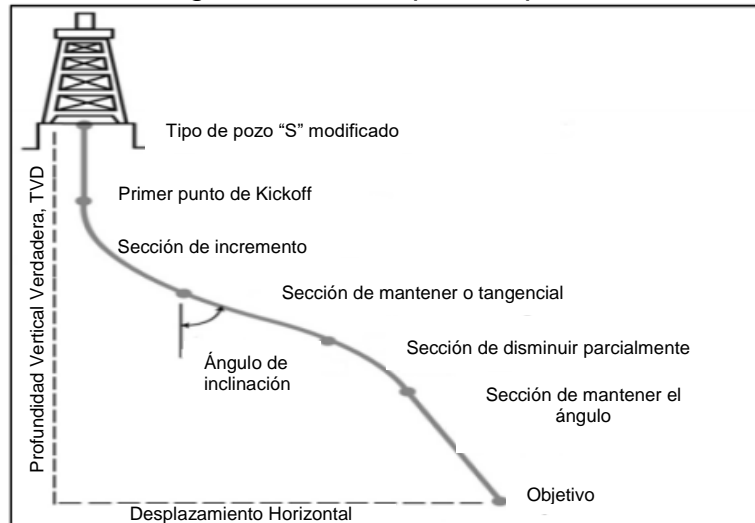 Tipo de pozo “S” modificado
Primer punto de Kickoff
Sección de incremento
Sección de mantener o tangencial
Sección de disminuir parcialmente
Ángulo de
inclinación
Sección de mantener el
ángulo
Objetivo
Desplazamiento Horizontal
Profundidad Vertical Verdadera, TVD